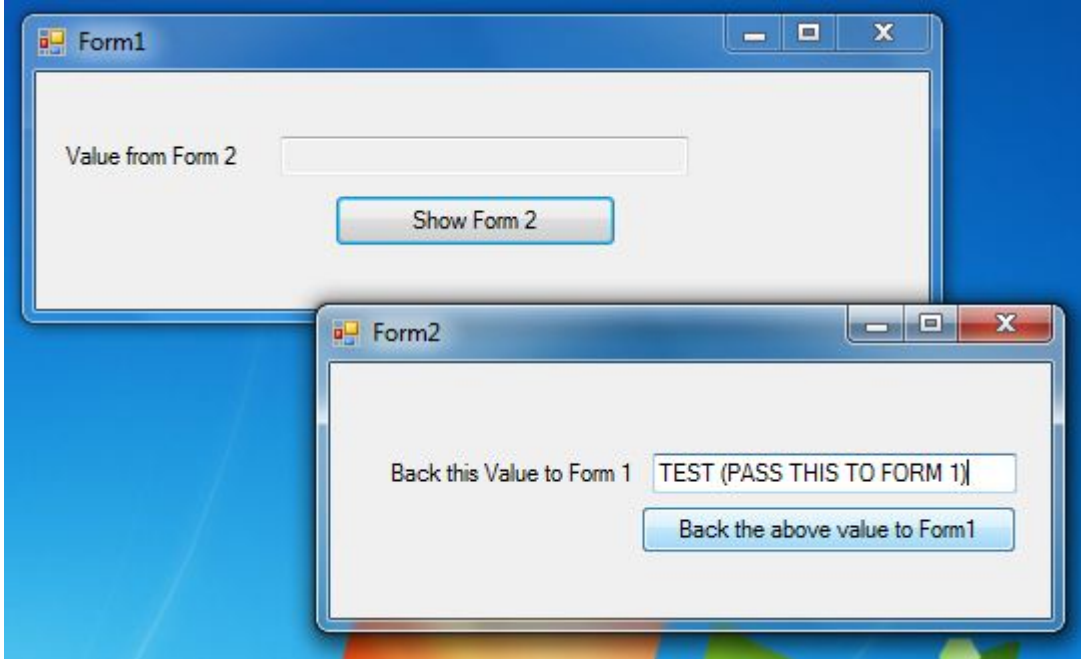 Form1
Value from Form 2
Show Form 2
Form2
Back this Value to Form 1 TEST (PASS THIS TO FORM 1)
Back the above value to Form1